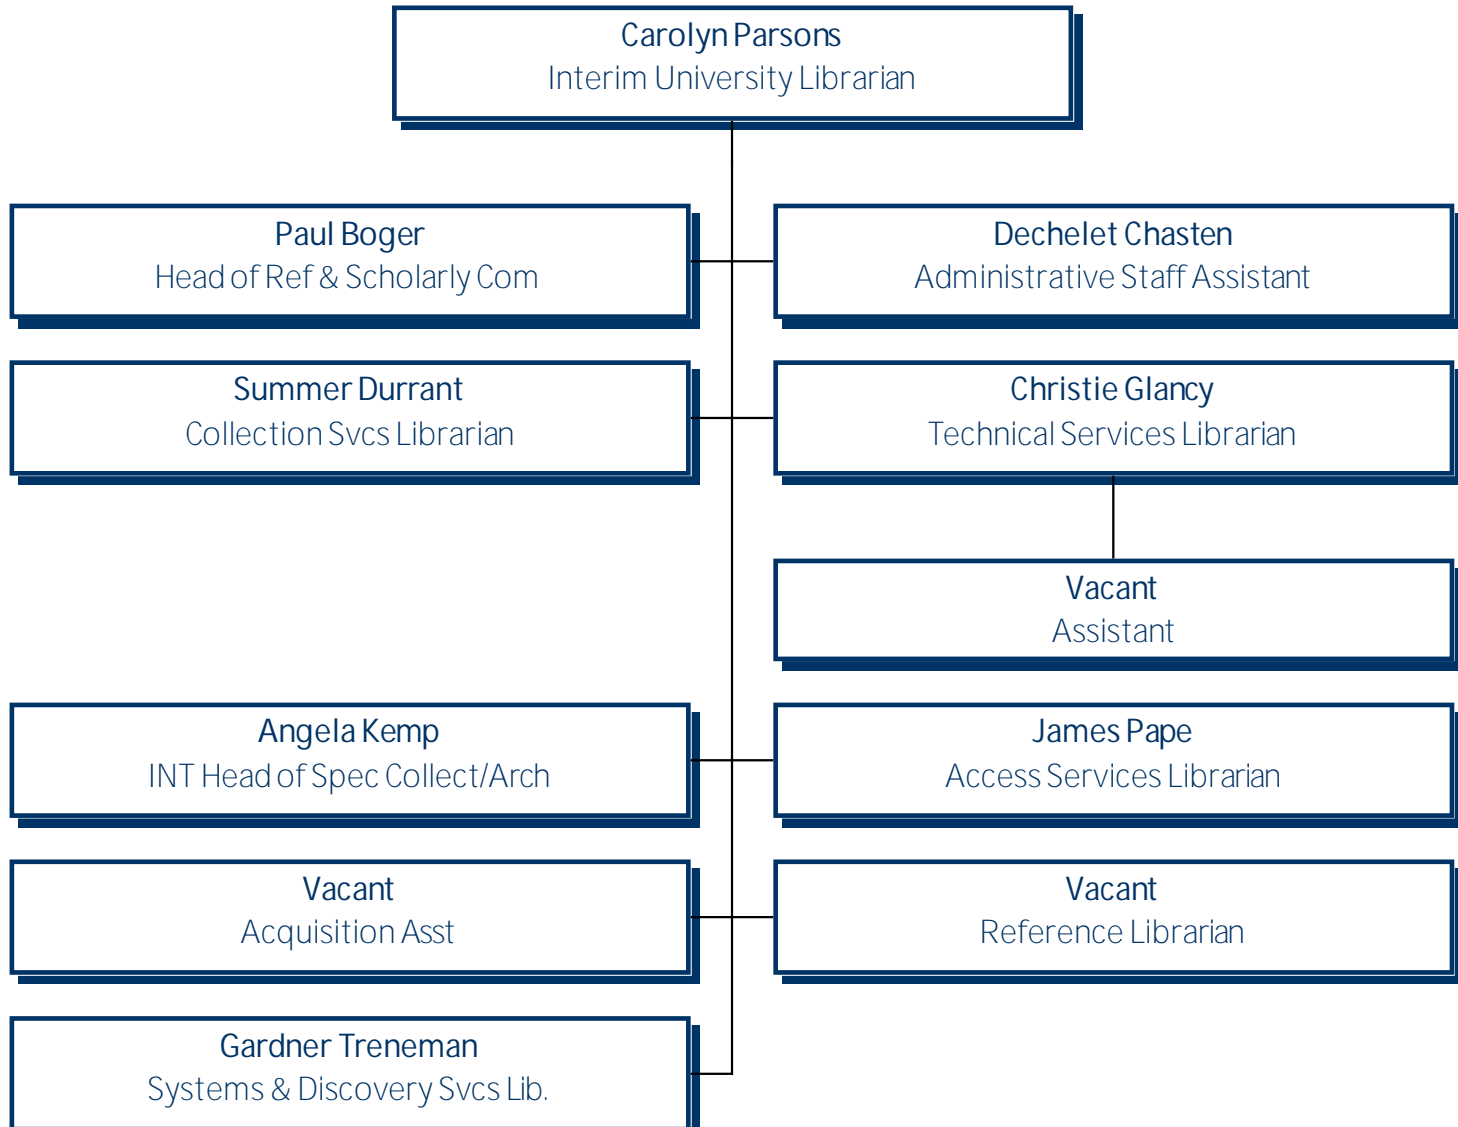 Carolyn Parsons
Interim University Librarian
Paul Boger
Head of Ref & Scholarly Com
Dechelet Chasten
Administrative Staff Assistant
Summer Durrant
Collection Svcs Librarian
Christie Glancy
Technical Services Librarian
Vacant
Assistant
Angela Kemp
INT Head of Spec Collect/Arch
James Pape
Access Services Librarian
Vacant
Acquisition Asst
Vacant
Reference Librarian
Gardner Treneman
Systems & Discovery Svcs Lib.